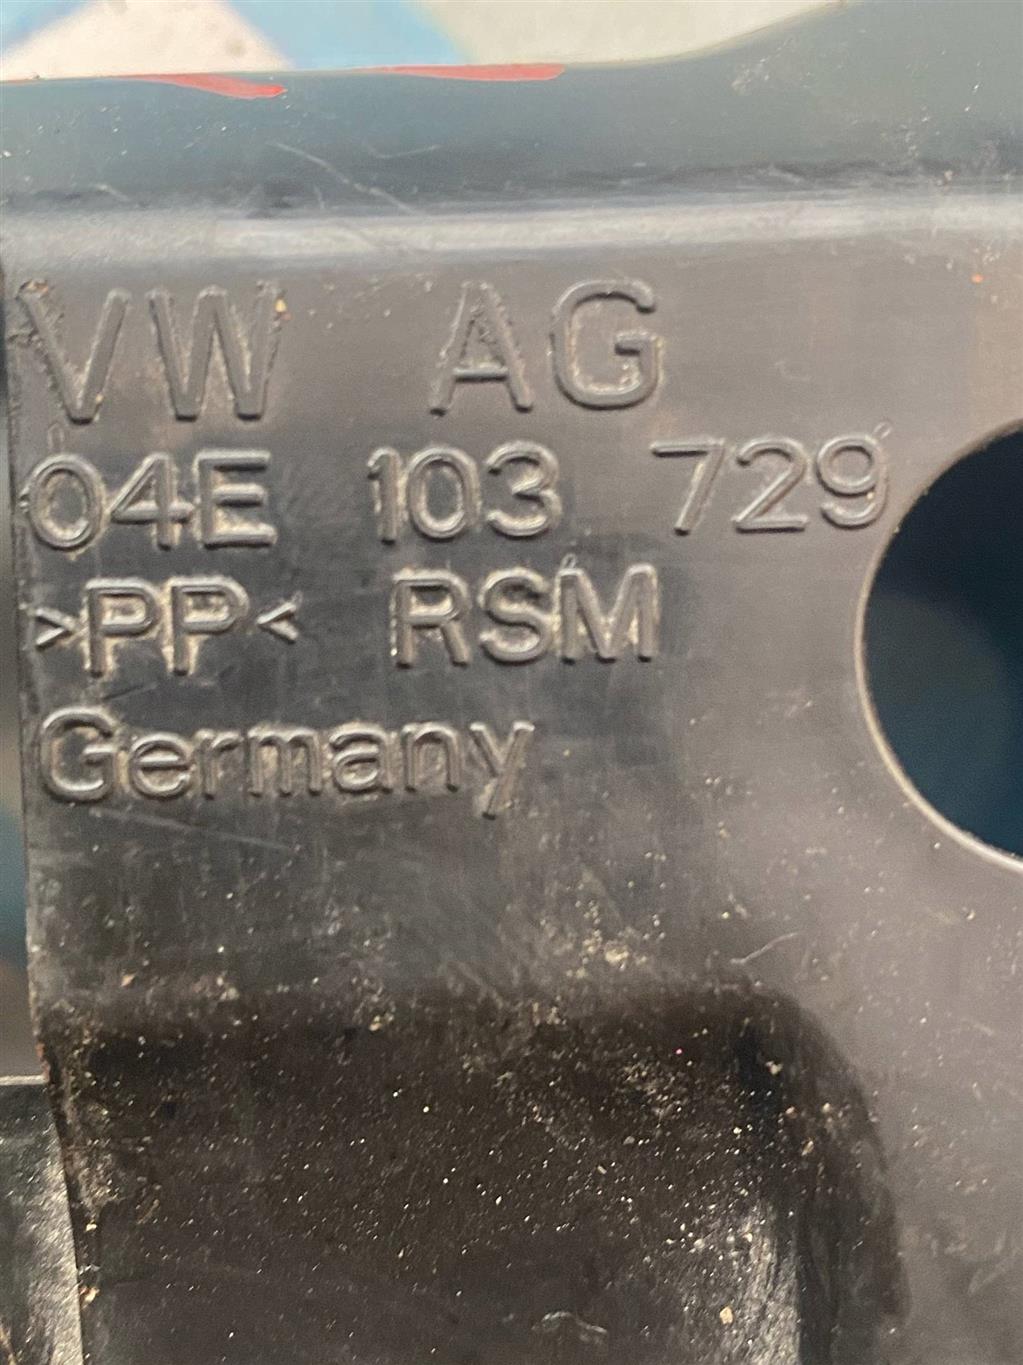 VW AG
04E 103 729
>PP< RSM
Germany